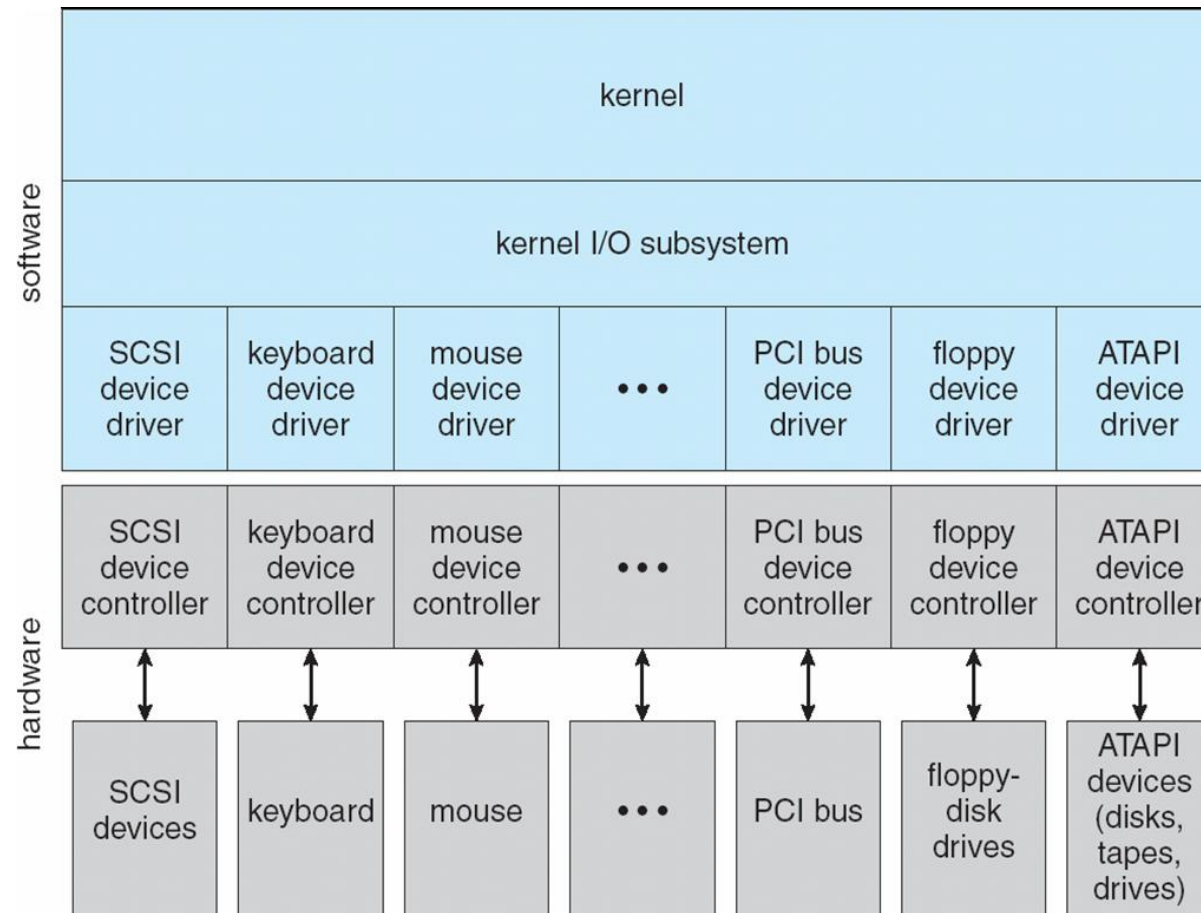 kernel
software
kernel I/O subsystem
SCSI
device
driver
keyboard
device
driver
mouse
device
driver
•••
PCI bus
device
driver
floppy
device
driver
ATAPI
device
driver
hardware
SCSI
device
controller
keyboard
device
controller
mouse
device
controller
•••
PCI bus
device
controller
floppy
device
controller
ATAPI
device
controller
SCSI
devices
keyboard
mouse
•••
PCI bus
floppy-
disk
drives
ATAPI
devices
(disks,
tapes,
drives)